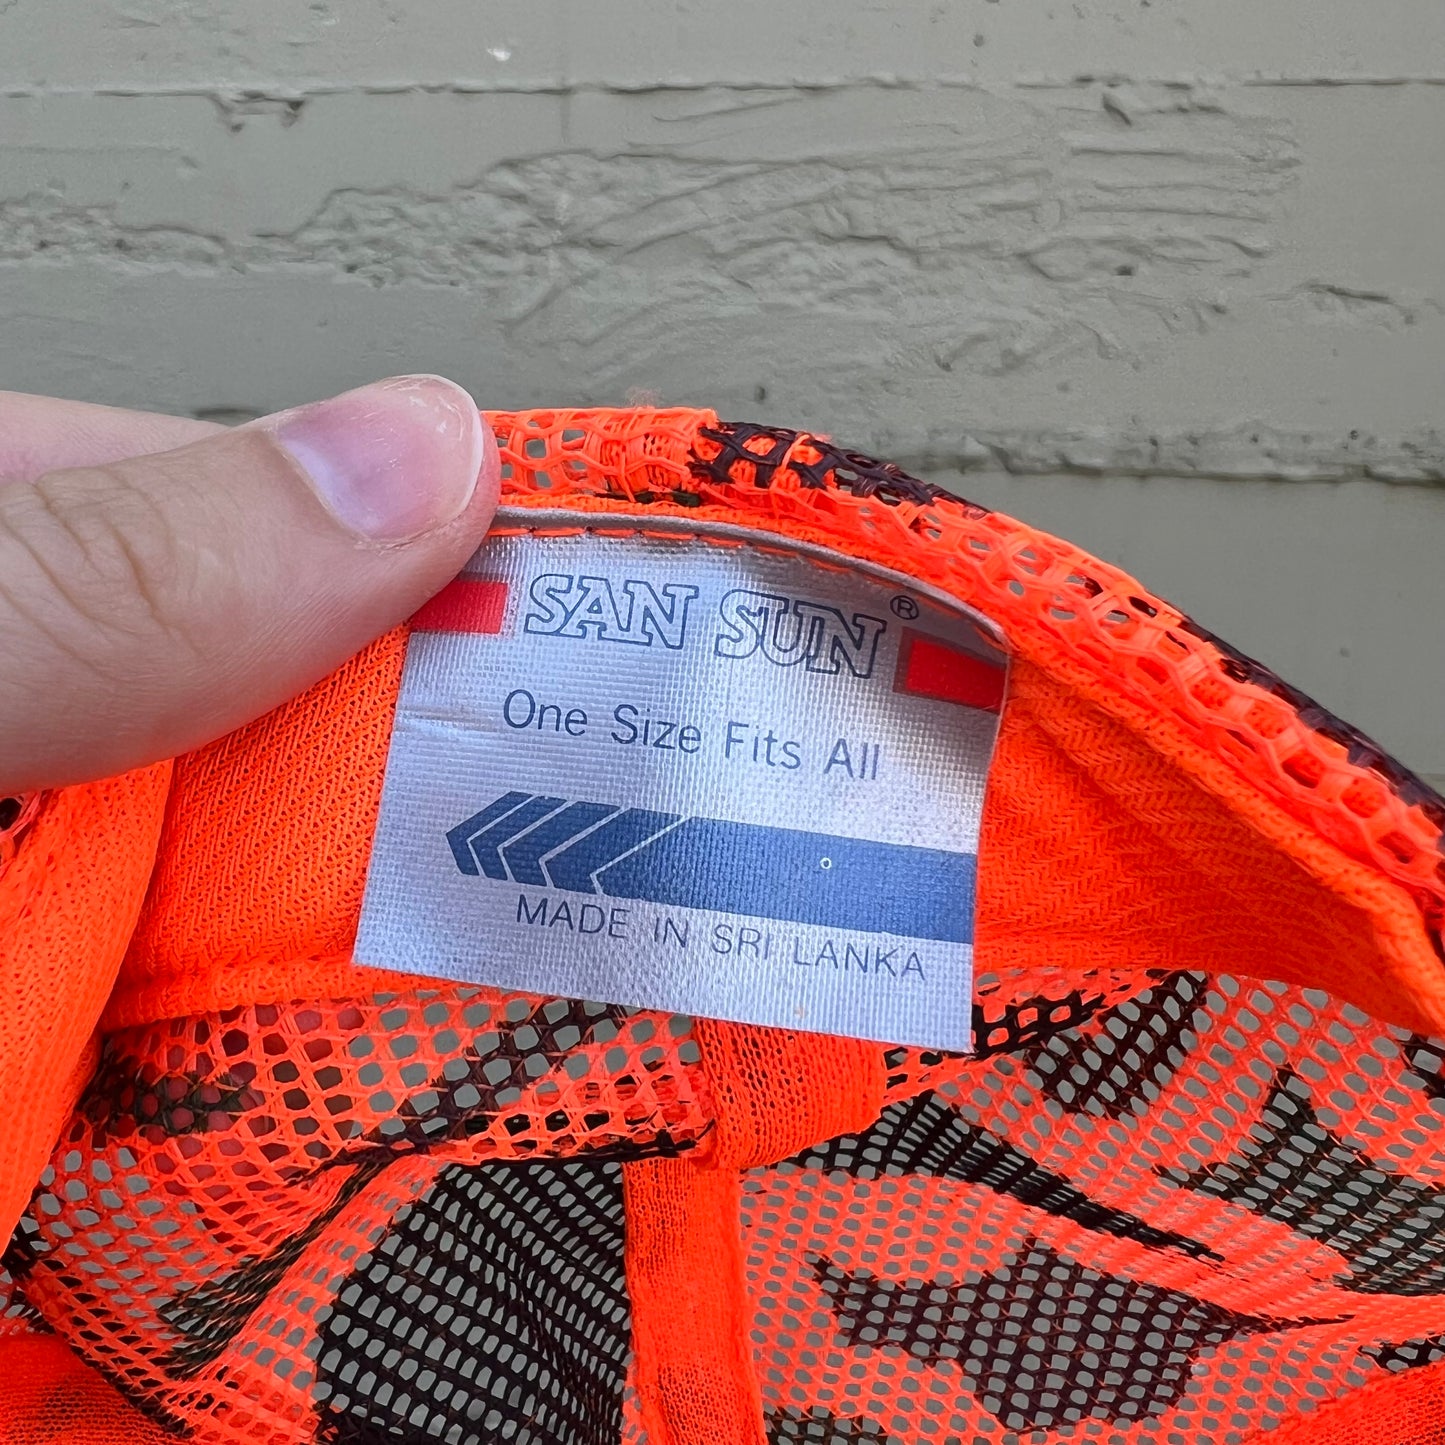 SAN SUN®
One Size Fits All
MADE IN SRI LANKA